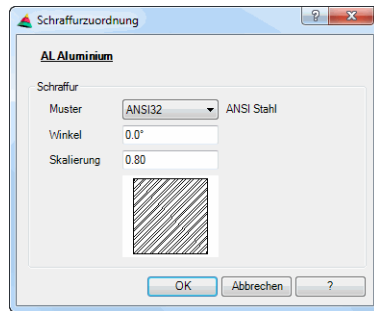 Schraffurzuordnung
AL Aluminium
Schraffur
Muster ANSI32 ANSI Stahl
Winkel 0.0°
Skalierung 0.80
OK Abbrechen ?